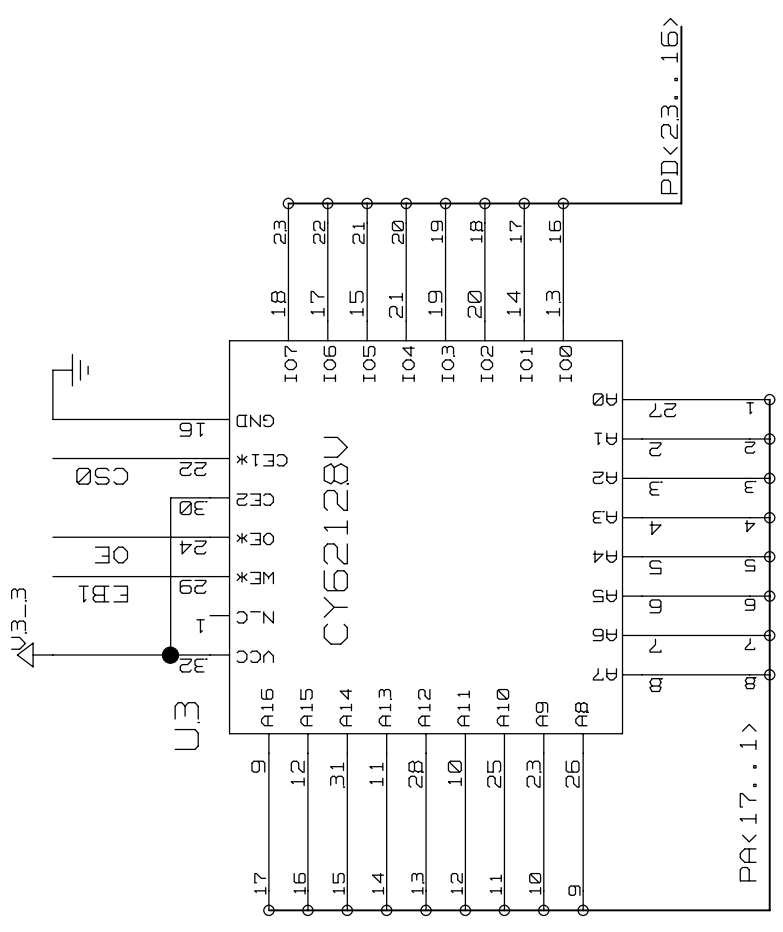 PD<23...16>
23 22 21 20 19 18 17 16
18 17 15 21 19 20 14 13
IO7 IO6 IO5 IO4 IO3 IO2 IO1 IO0
16 GND
CS0 22 CE1*
30 CE2
OE 24 OE*
EB1 29 WE*
1 N_C
V3_3 32 VCC
CY62128V
U3
A0 27 1
A1 2 2
A2 3 3
A3 4 4
A4 5 5
A5 6 6
A6 7 7
A7 8 8
A16 A15 A14 A13 A12 A11 A10 A9 A8
9 12 31 11 28 10 25 23 26
17 16 15 14 13 12 11 10 9
PA<17...1>